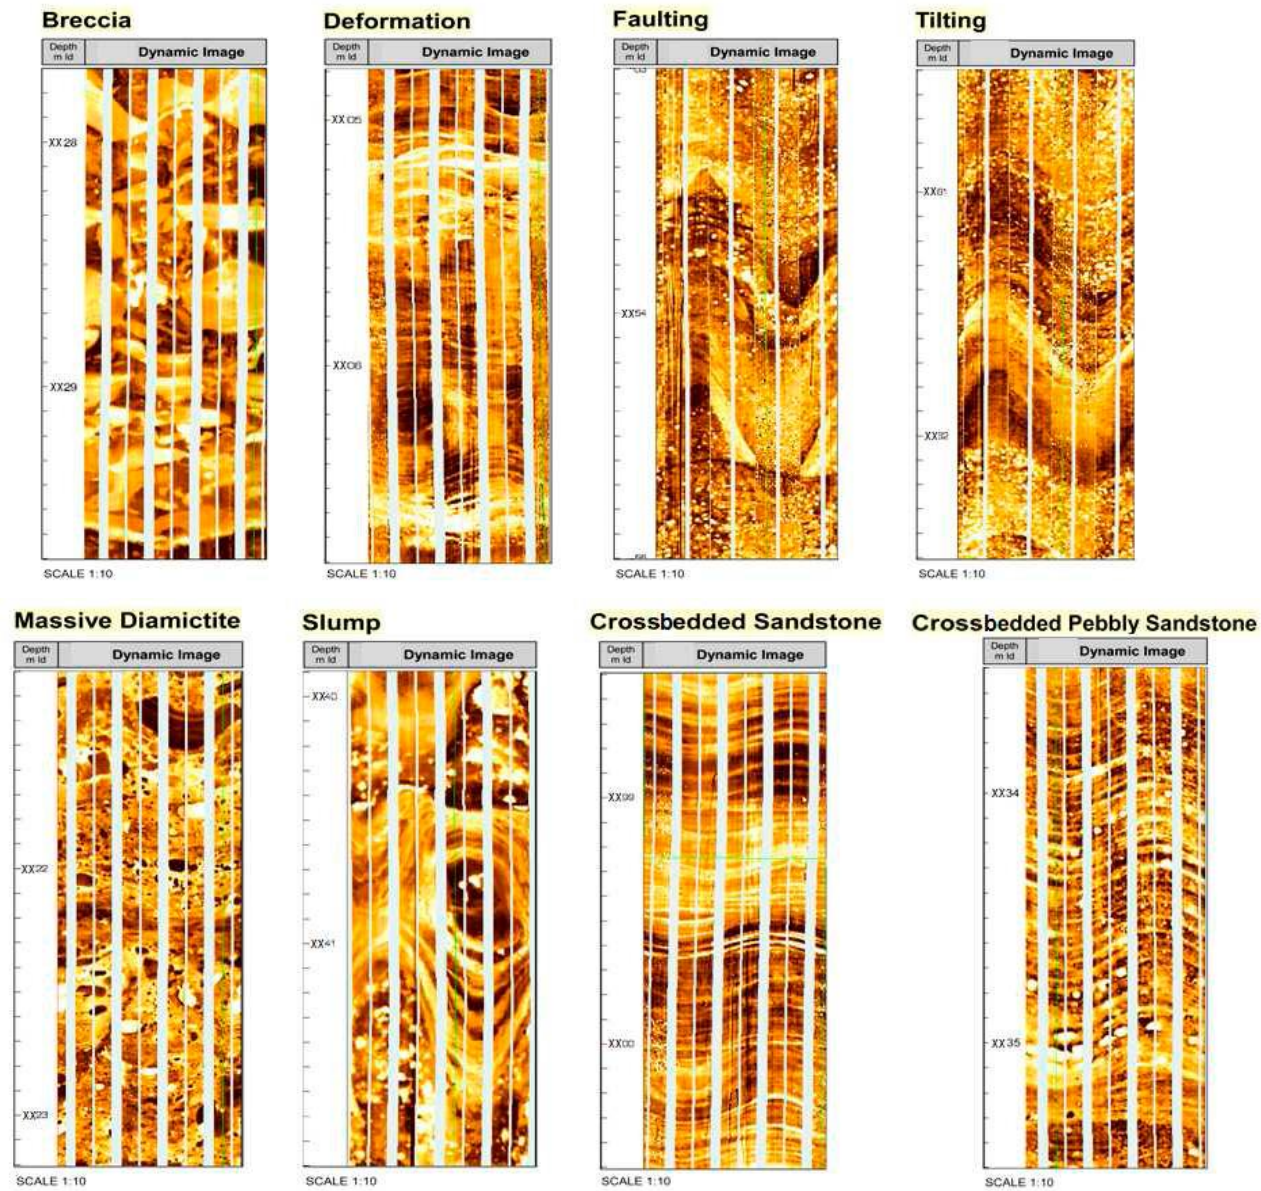 Breccia
Depth
m ld
Dynamic Image
XX28
XX29
SCALE 1:10
Deformation
Depth
m ld
Dynamic Image
XX05
XX06
SCALE 1:10
Faulting
Depth
m ld
Dynamic Image
XX54
SCALE 1:10
Tilting
Depth
m ld
Dynamic Image
XX92
SCALE 1:10
Massive Diamictite
Depth
m ld
Dynamic Image
XX22
XX23
SCALE 1:10
Slump
Depth
m ld
Dynamic Image
XX40
XX41
SCALE 1:10
Crossbedded Sandstone
Depth
m ld
Dynamic Image
XX99
XX00
SCALE 1:10
Crossbedded Pebbly Sandstone
Depth
m ld
Dynamic Image
XX34
XX35
SCALE 1:10